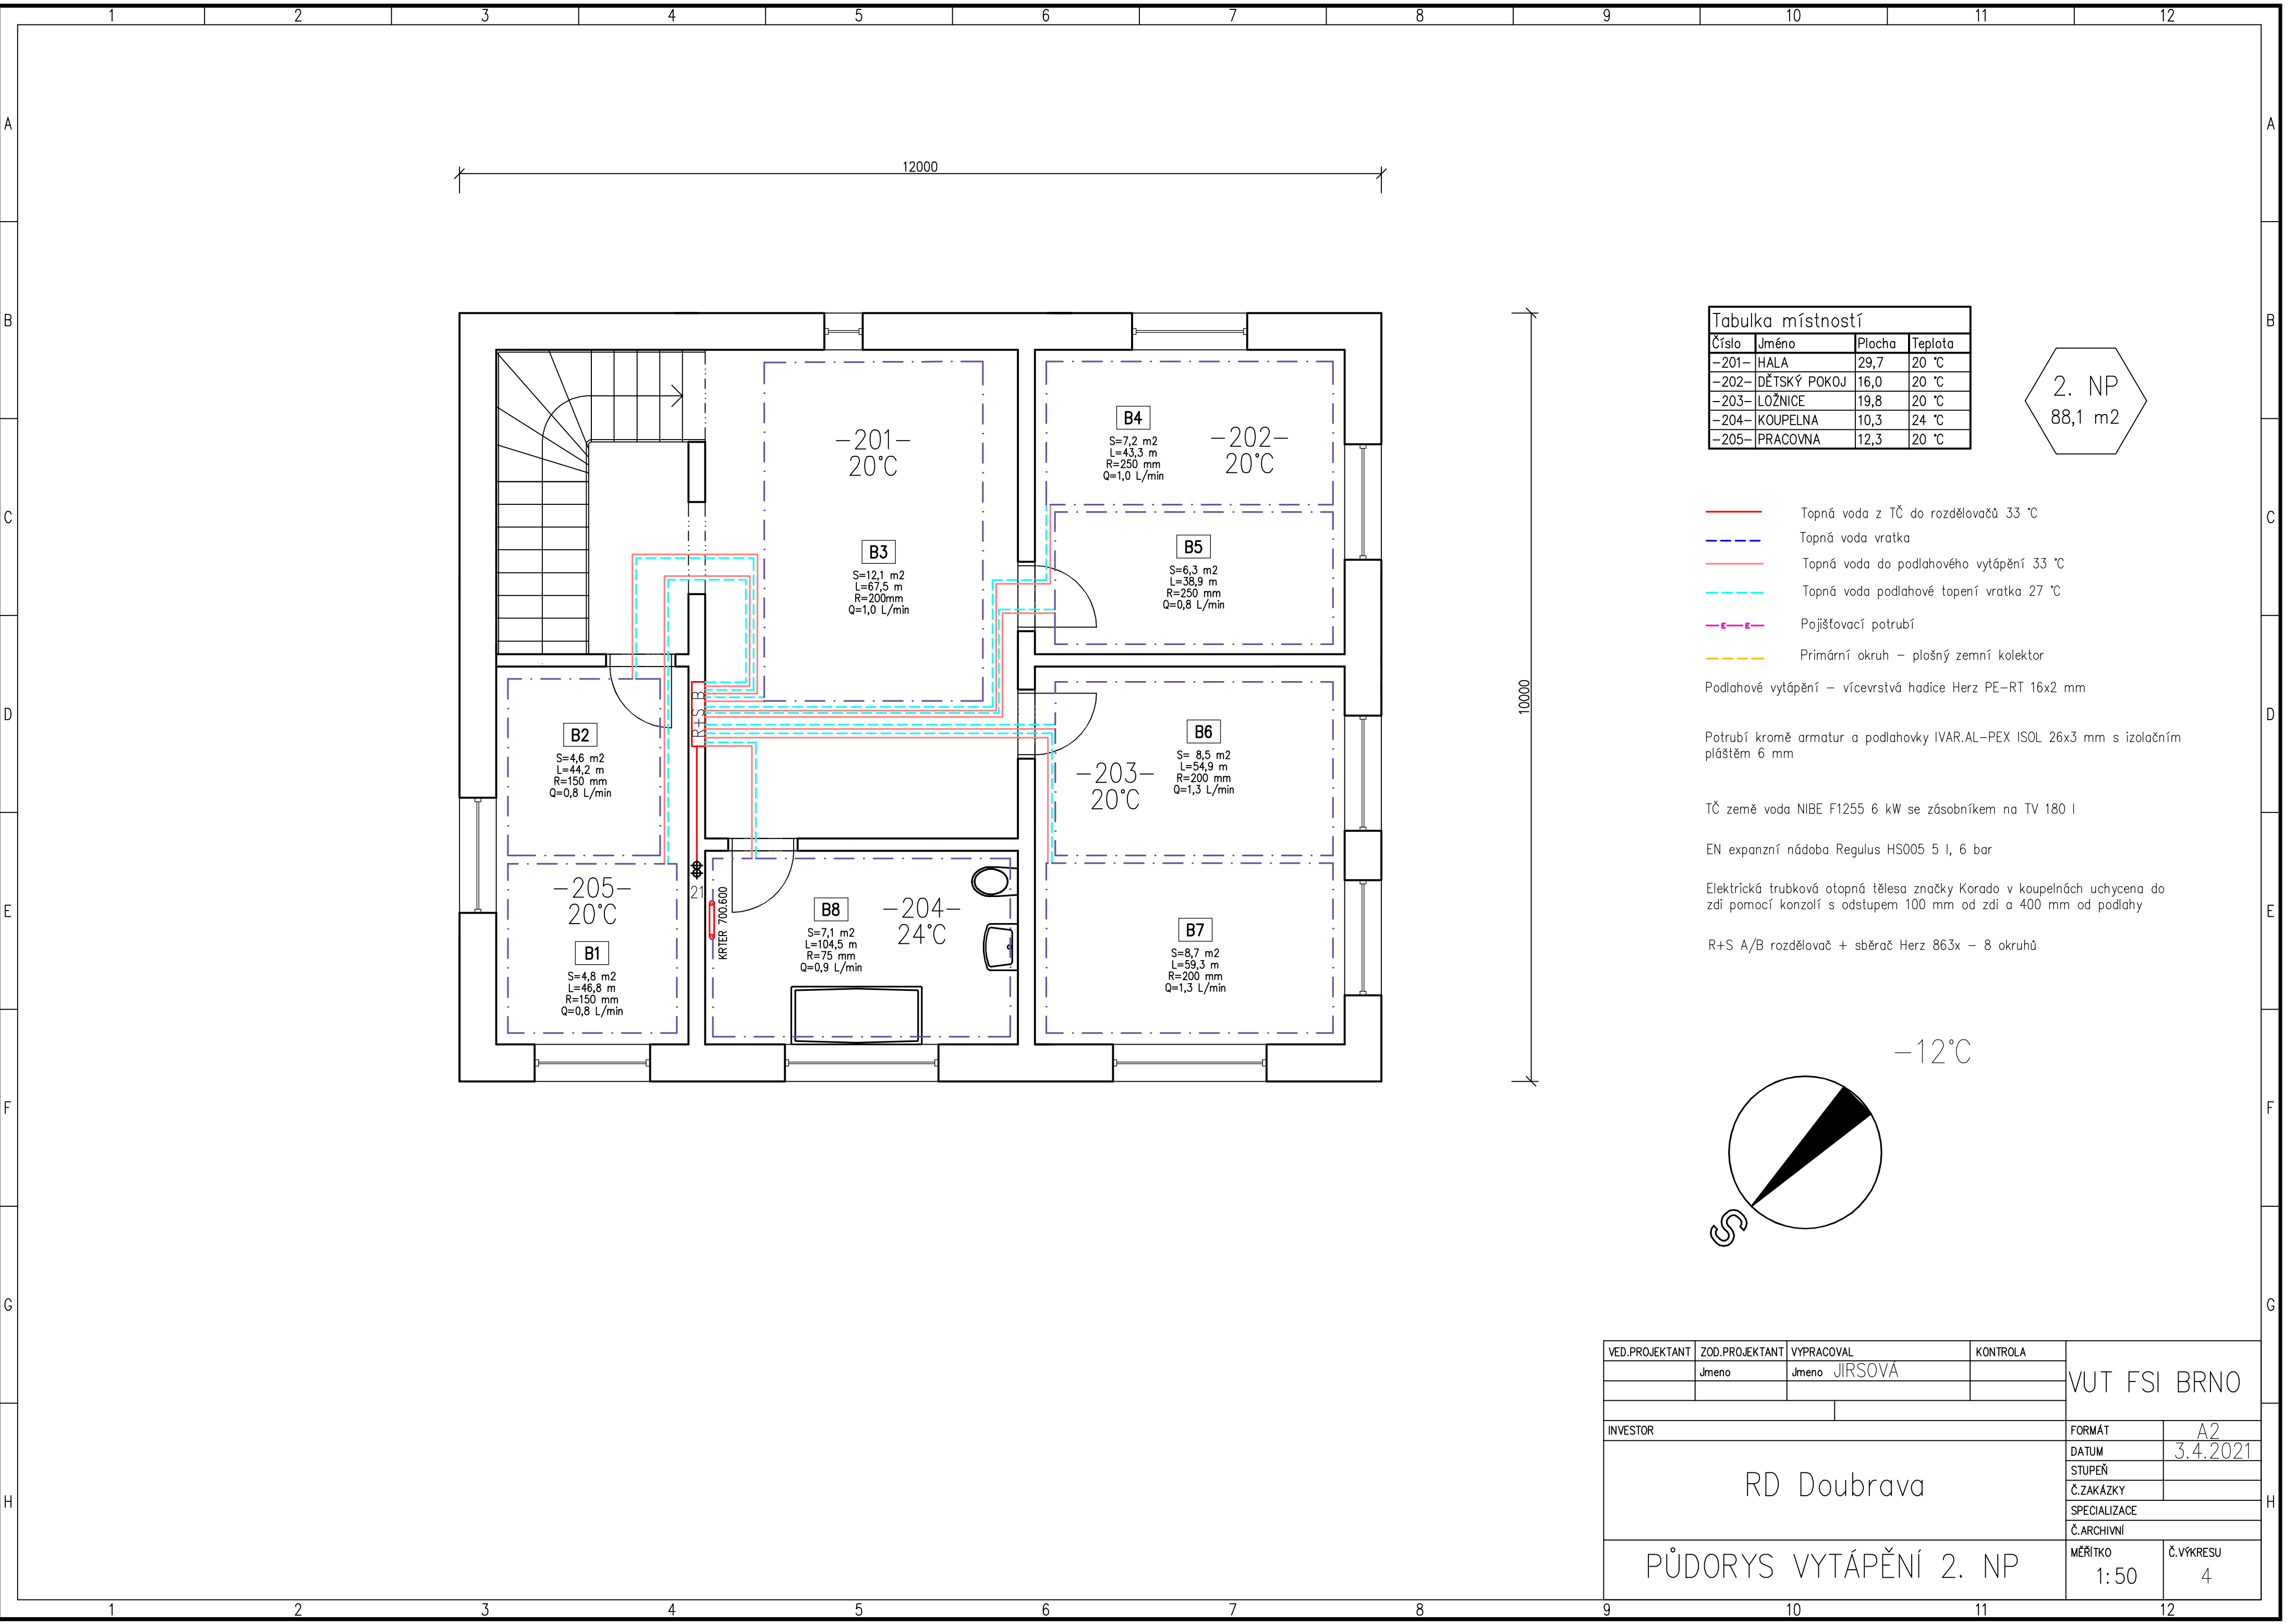 1 2 3 4 5 6 7 8 9 10 11 12
A A
B B
C C
D D
E E
F F
G G
H H
12000
10000
-201-
20°C
B3
S=12,1 m2
L=67,5 m
R=200mm
Q=1,0 L/min
B4
S=7,2 m2
L=43,3 m
R=250 mm
Q=1,0 L/min
-202-
20°C
B5
S=6,3 m2
L=38,9 m
R=250 mm
Q=0,8 L/min
R+S B
B2
S=4,6 m2
L=44,2 m
R=150 mm
Q=0,8 L/min
-203-
20°C
B6
S= 8,5 m2
L=54,9 m
R=200 mm
Q=1,3 L/min
-205-
20°C
B1
S=4,8 m2
L=46,8 m
R=150 mm
Q=0,8 L/min
21
KRTER 700.600
B8
S=7,1 m2
L=104,5 m
R=75 mm
Q=0,9 L/min
-204-
24°C
B7
S=8,7 m2
L=59,3 m
R=200 mm
Q=1,3 L/min
Tabulka místností
Číslo Jméno Plocha Teplota
-201- HALA 29,7 20 °C
-202- DĚTSKÝ POKOJ 16,0 20 °C
-203- LOŽNICE 19,8 20 °C
-204- KOUPELNA 10,3 24 °C
-205- PRACOVNA 12,3 20 °C
2. NP
88,1 m2
Topná voda z TČ do rozdělovačů 33 °C
Topná voda vratka
Topná voda do podlahového vytápění 33 °C
Topná voda podlahové topení vratka 27 °C
E E Pojišťovací potrubí
Primární okruh – plošný zemní kolektor
Podlahové vytápění – vícevrstvá hadice Herz PE–RT 16x2 mm
Potrubí kromě armatur a podlahovky IVAR.AL–PEX ISOL 26x3 mm s izolačním
pláštěm 6 mm
TČ země voda NIBE F1255 6 kW se zásobníkem na TV 180 l
EN expanzní nádoba Regulus HS005 5 l, 6 bar
Elektrická trubková otopná tělesa značky Korado v koupelnách uchycena do
zdi pomocí konzolí s odstupem 100 mm od zdi a 400 mm od podlahy
R+S A/B rozdělovač + sběrač Herz 863x – 8 okruhů
-12°C
S
VED.PROJEKTANT ZOD.PROJEKTANT VYPRACOVAL KONTROLA
Jmeno Jmeno JIRSOVÁ
VUT FSI BRNO
INVESTOR
FORMÁT A2
DATUM 3.4.2021
STUPEŇ
Č.ZAKÁZKY
SPECIALIZACE
Č.ARCHIVNÍ
RD Doubrava
PŮDORYS VYTÁPĚNÍ 2. NP
MĚŘÍTKO Č.VÝKRESU
1:50 4
1 2 3 4 5 6 7 8 9 10 11 12